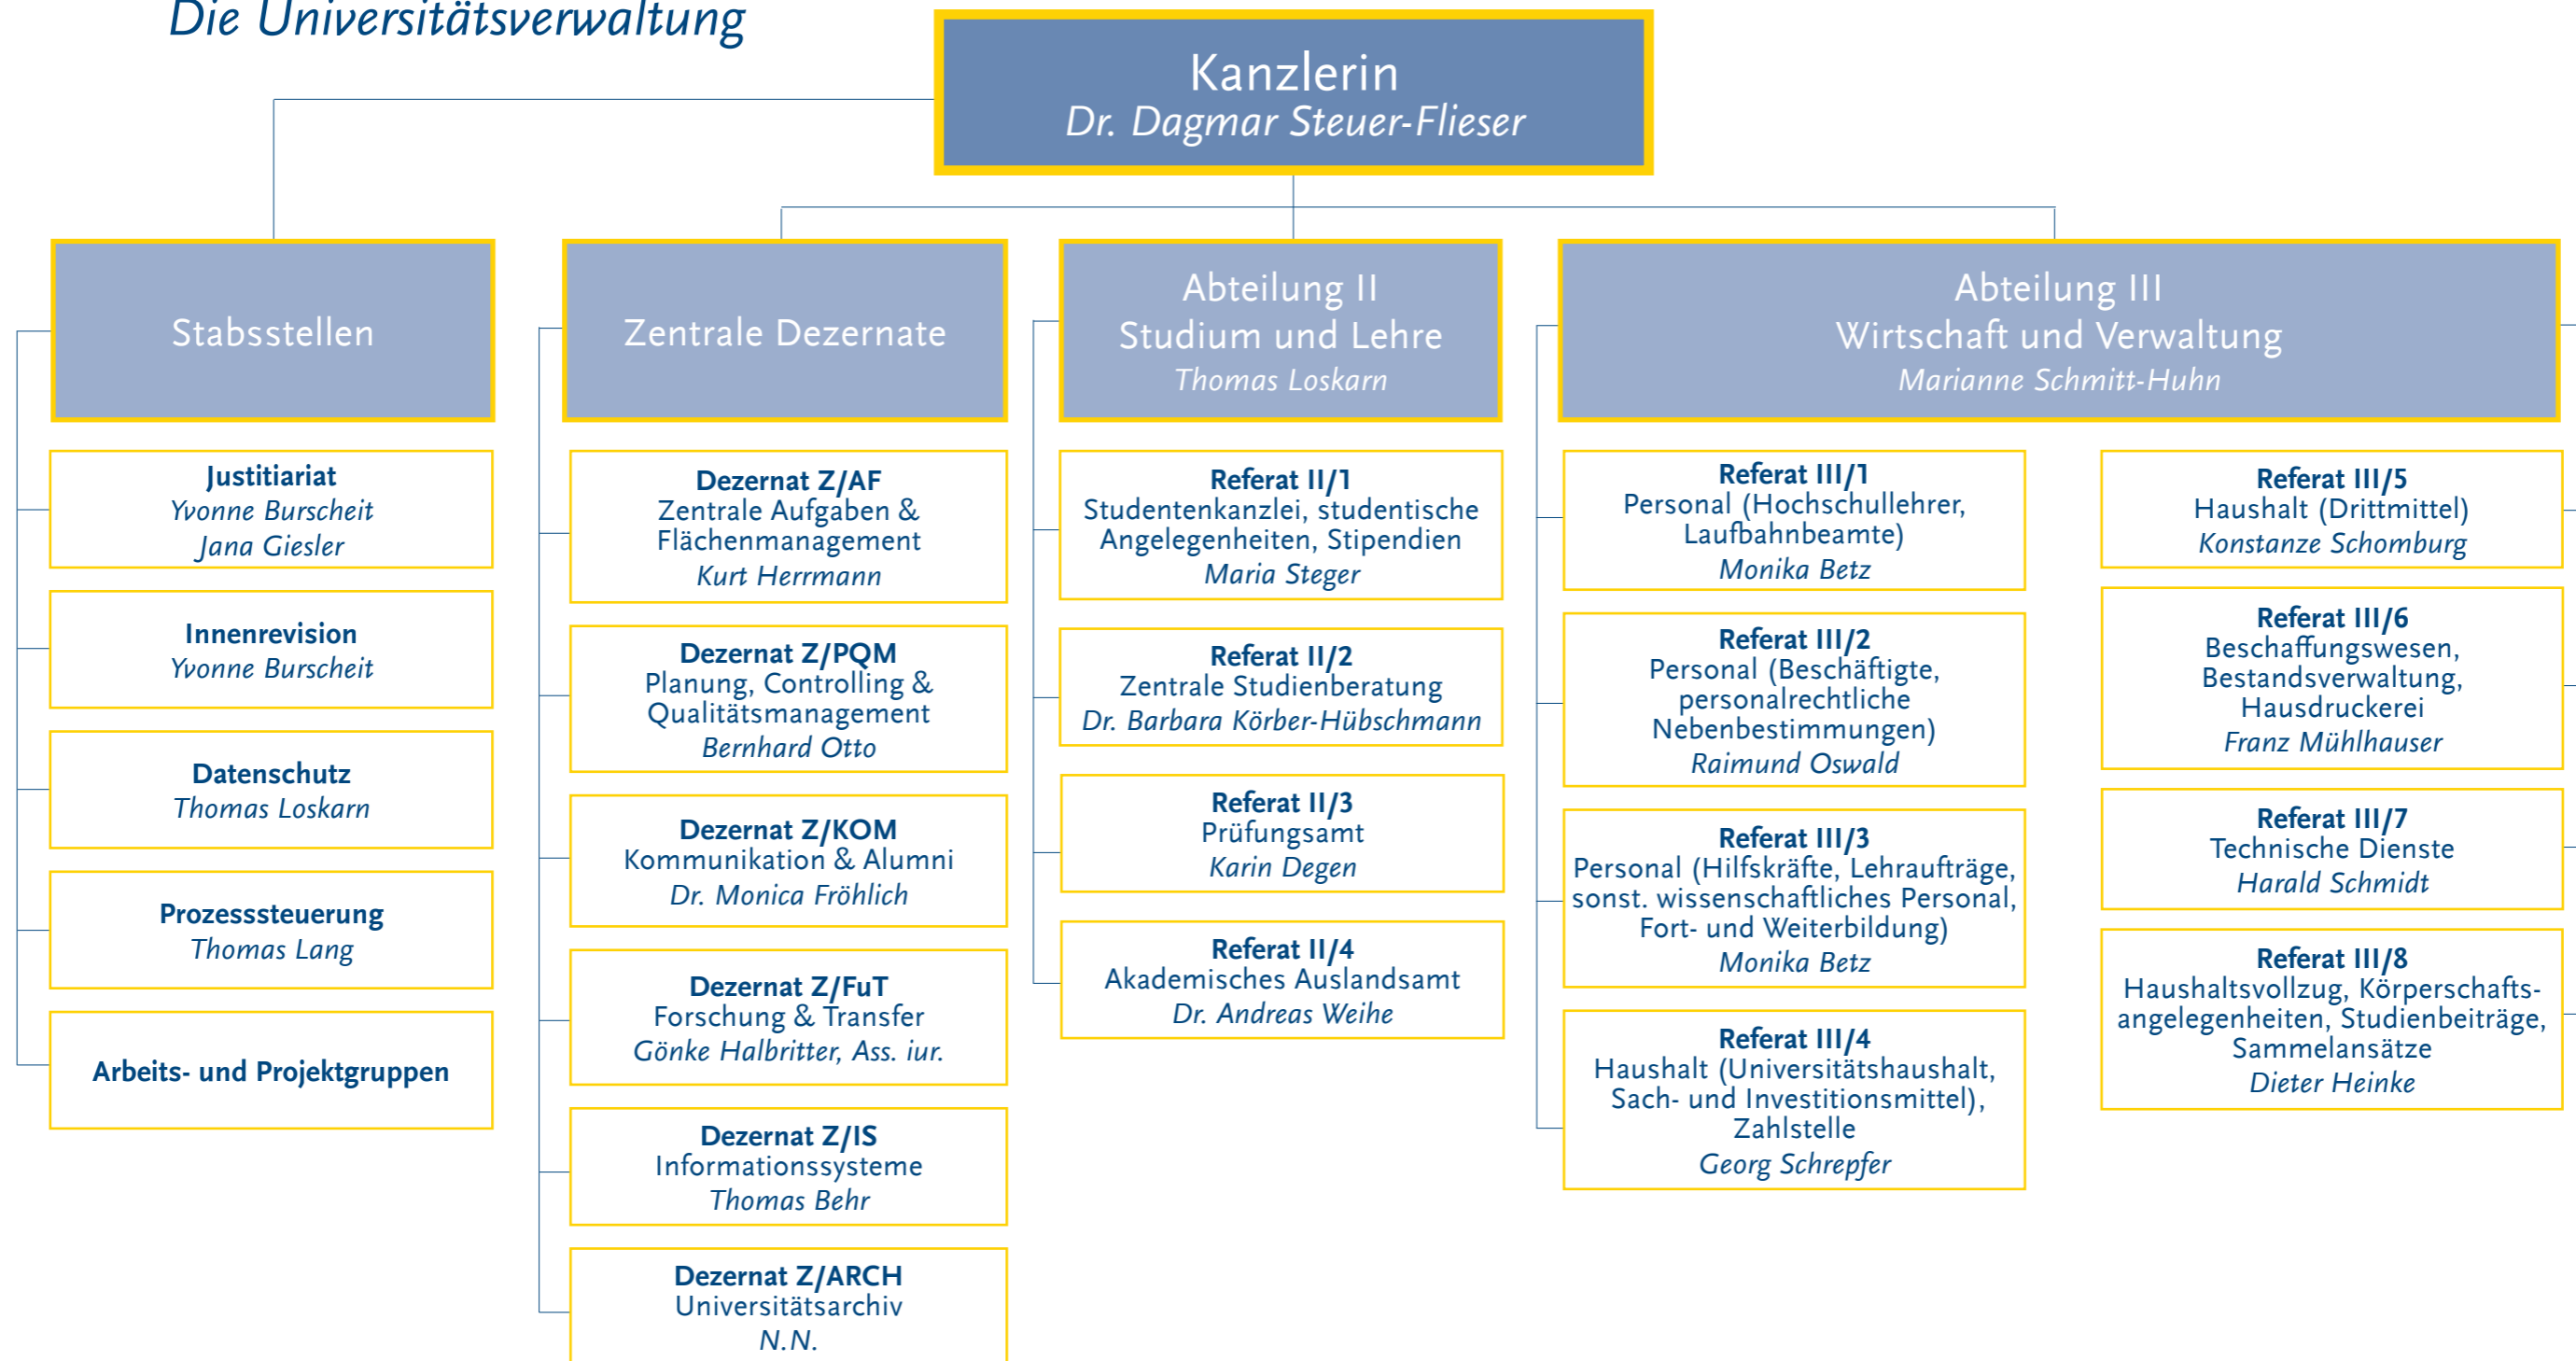 Die Universitätsverwaltung
Kanzlerin
Dr. Dagmar Steuer-Flieser
Stabsstellen
Justitiariat
Yvonne Burscheit
Jana Giesler
Innenrevision
Yvonne Burscheit
Datenschutz
Thomas Loskarn
Prozesssteuerung
Thomas Lang
Arbeits- und Projektgruppen
Zentrale Dezernate
Dezernat Z/AF
Zentrale Aufgaben &
Flächenmanagement
Kurt Herrmann
Dezernat Z/PQM
Planung, Controlling &
Qualitätsmanagement
Bernhard Otto
Dezernat Z/KOM
Kommunikation & Alumni
Dr. Monica Fröhlich
Dezernat Z/FuT
Forschung & Transfer
Gönke Halbritter, Ass. iur.
Dezernat Z/IS
Informationssysteme
Thomas Behr
Dezernat Z/ARCH
Universitätsarchiv
N.N.
Abteilung II
Studium und Lehre
Thomas Loskarn
Referat II/1
Studentenkanzlei, studentische
Angelegenheiten, Stipendien
Maria Steger
Referat II/2
Zentrale Studienberatung
Dr. Barbara Körber-Hübschmann
Referat II/3
Prüfungsamt
Karin Degen
Referat II/4
Akademisches Auslandsamt
Dr. Andreas Weihe
Abteilung III
Wirtschaft und Verwaltung
Marianne Schmitt-Huhn
Referat III/1
Personal (Hochschullehrer,
Laufbahnbeamte)
Monika Betz
Referat III/2
Personal (Beschäftigte,
personalrechtliche
Nebenbestimmungen)
Raimund Oswald
Referat III/3
Personal (Hilfskräfte, Lehraufträge,
sonst. wissenschaftliches Personal,
Fort- und Weiterbildung)
Monika Betz
Referat III/4
Haushalt (Universitätshaushalt,
Sach- und Investitionsmittel),
Zahlstelle
Georg Schrepfer
Referat III/5
Haushalt (Drittmittel)
Konstanze Schomburg
Referat III/6
Beschaffungswesen,
Bestandsverwaltung,
Hausdruckerei
Franz Mühlhauser
Referat III/7
Technische Dienste
Harald Schmidt
Referat III/8
Haushaltsvollzug, Körperschafts-
angelegenheiten, Studienbeiträge,
Sammelansätze
Dieter Heinke